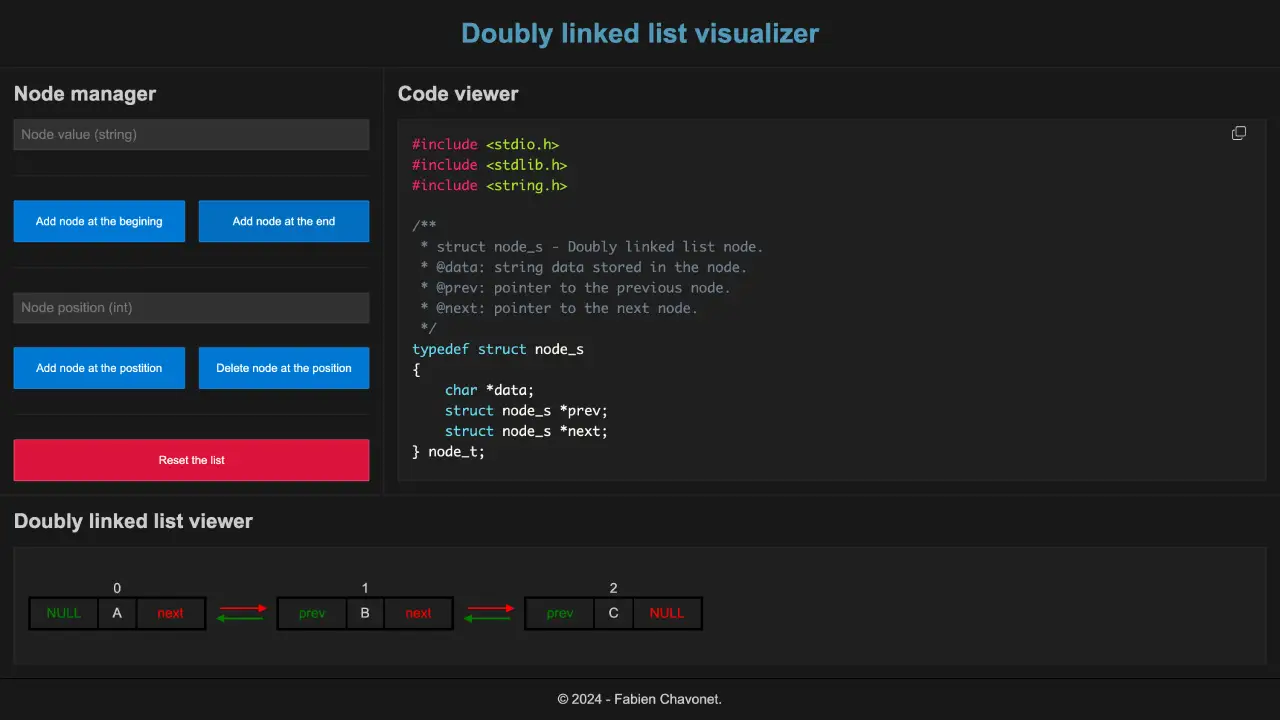 Doubly linked list visualizer
Node manager
Node value (string)
Add node at the begining
Add node at the end
Node position (int)
Add node at the postition
Delete node at the position
Reset the list
Code viewer
#include <stdio.h>
#include <stdlib.h>
#include <string.h>
/**
 * struct node_s - Doubly linked list node.
 * @data: string data stored in the node.
 * @prev: pointer to the previous node.
 * @next: pointer to the next node.
 */
typedef struct node_s
{
    char *data;
    struct node_s *prev;
    struct node_s *next;
} node_t;
Doubly linked list viewer
0 1 2
NULL A next prev B next prev C NULL
© 2024 - Fabien Chavonet.